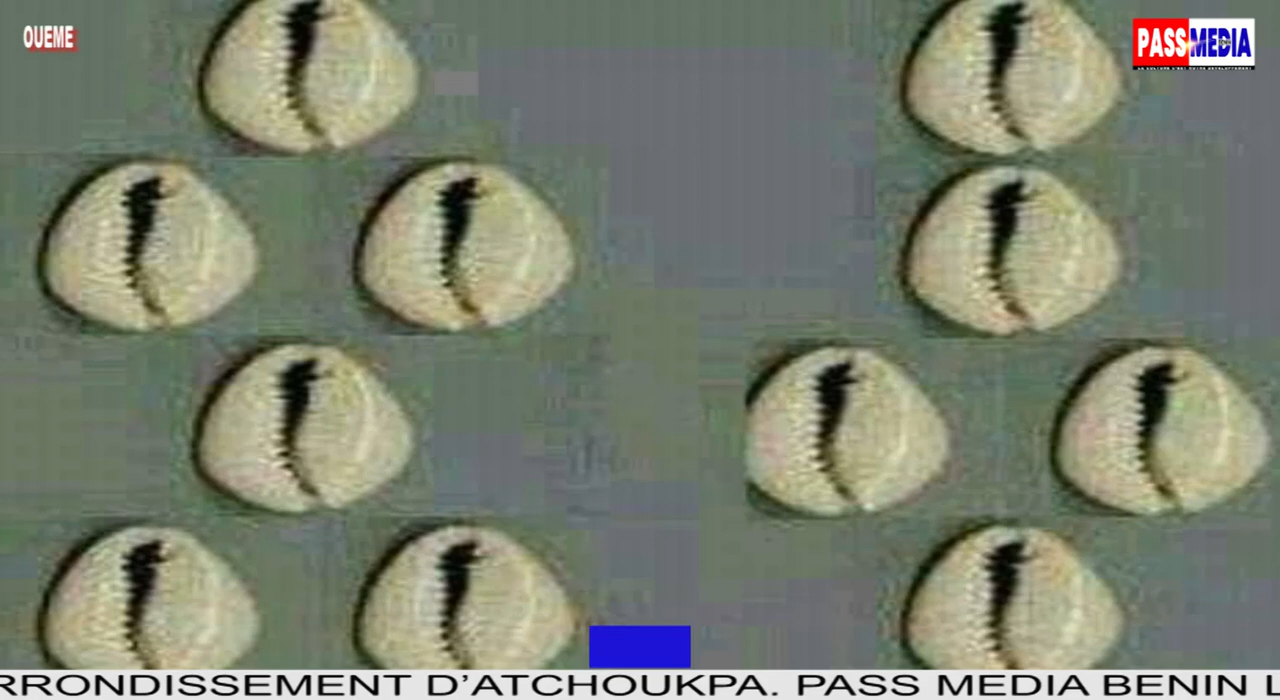 OUEME
PASS MEDIA
RRONDISSEMENT D'ATCHOUKPA. PASS MEDIA BENIN I